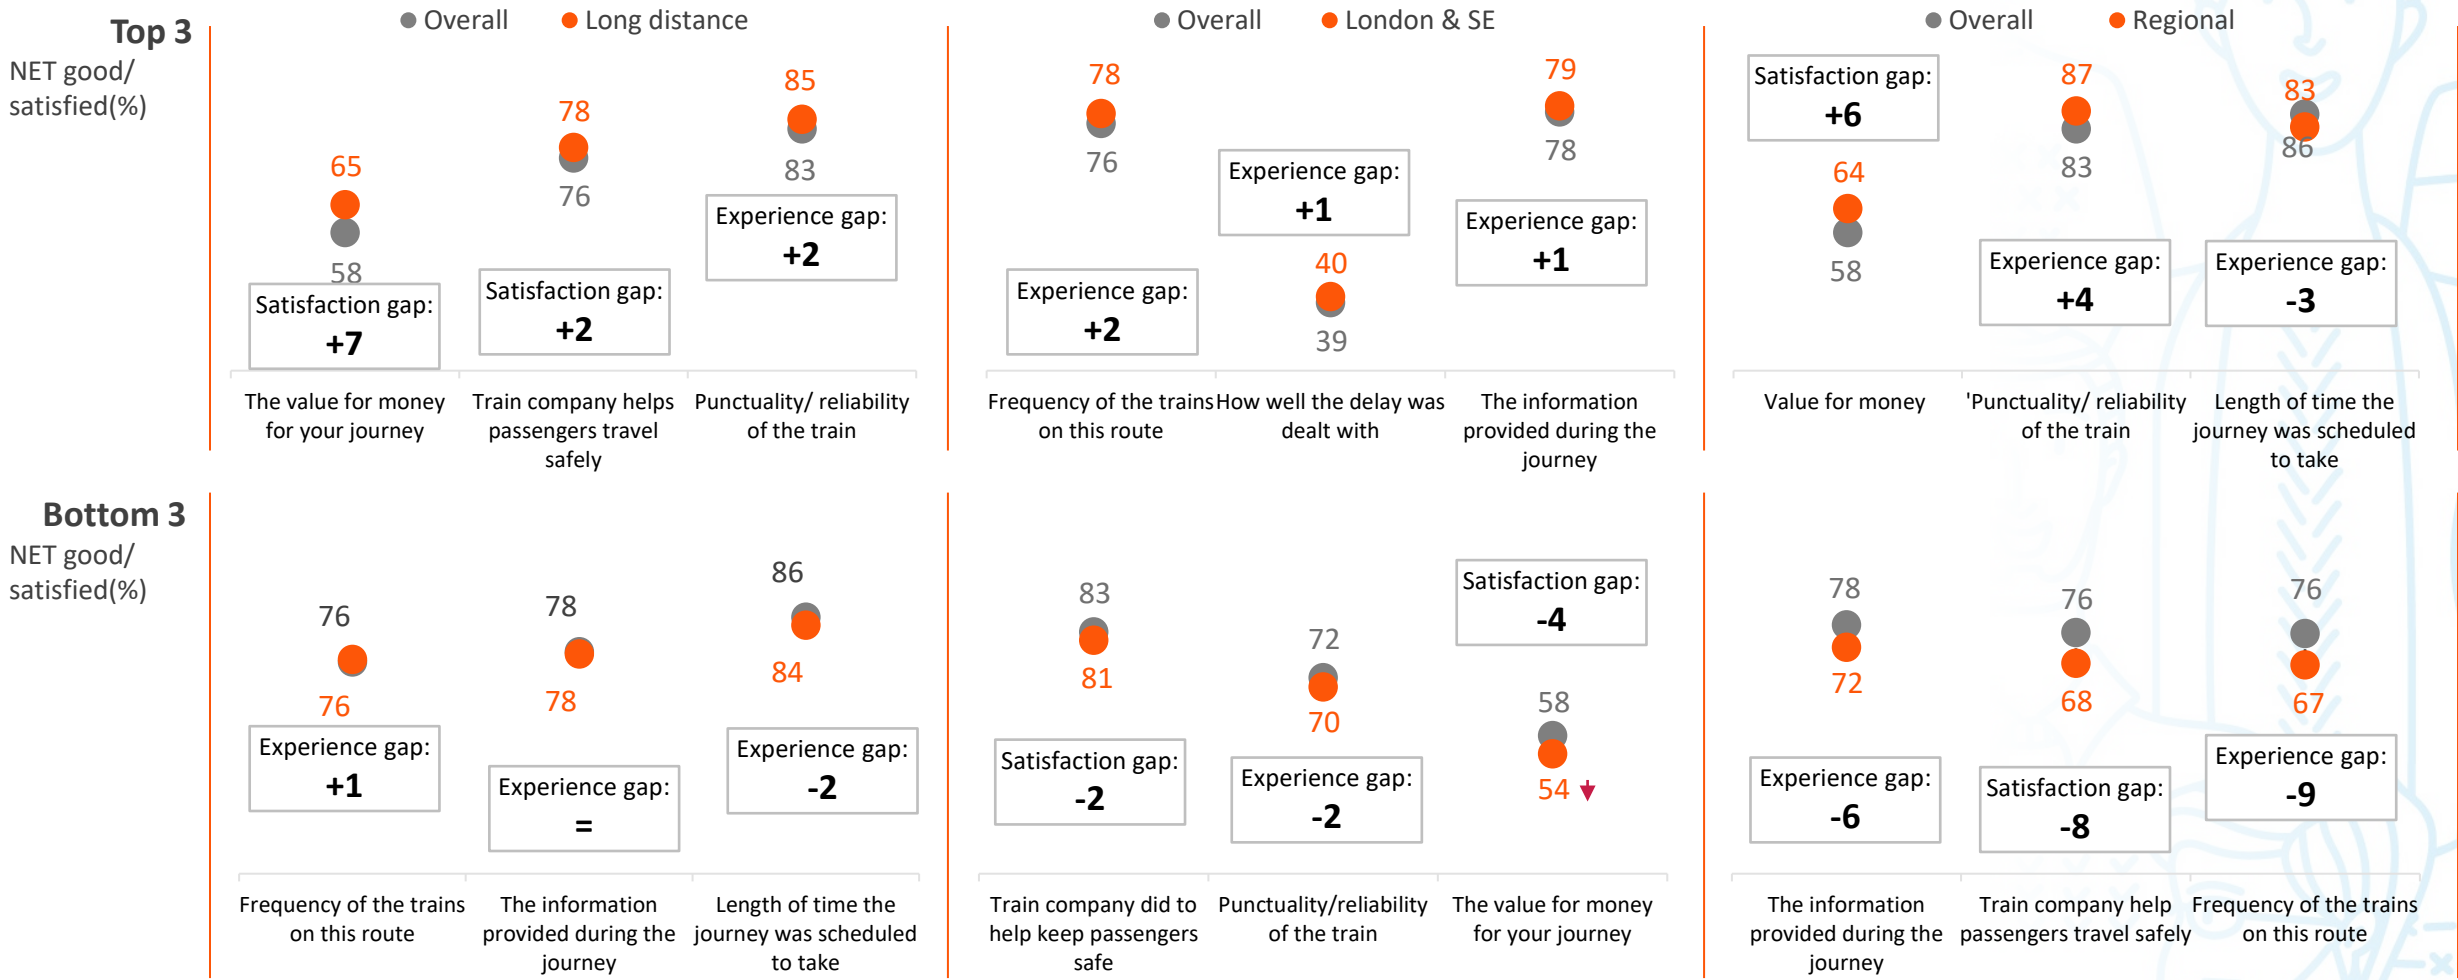 Top 3
NET good/
satisfied(%)
Overall
Long distance
65
58
Satisfaction gap:
+7
78
76
Satisfaction gap:
+2
85
83
Experience gap:
+2
The value for money
for your journey
Train company helps
passengers travel
safely
Punctuality/ reliability
of the train
Overall
London & SE
78
76
Experience gap:
+2
Experience gap:
+1
40
39
79
78
Experience gap:
+1
Frequency of the trains
on this route
How well the delay was
dealt with
The information
provided during the
journey
Overall
Regional
Satisfaction gap:
+6
64
58
87
83
Experience gap:
+4
83
86
Experience gap:
-3
Value for money
'Punctuality/ reliability
of the train
Length of time the
journey was scheduled
to take
Bottom 3
NET good/
satisfied(%)
76
76
Experience gap:
+1
78
78
Experience gap:
=
86
84
Experience gap:
-2
Frequency of the trains
on this route
The information
provided during the
journey
Length of time the
journey was scheduled
to take
83
81
Satisfaction gap:
-2
72
70
Experience gap:
-2
Satisfaction gap:
-4
58
54
Train company did to
help keep passengers
safe
Punctuality/reliability
of the train
The value for money
for your journey
78
72
Experience gap:
-6
76
68
Satisfaction gap:
-8
76
67
Experience gap:
-9
The information
provided during the
journey
Train company help
passengers travel safely
Frequency of the trains
on this route